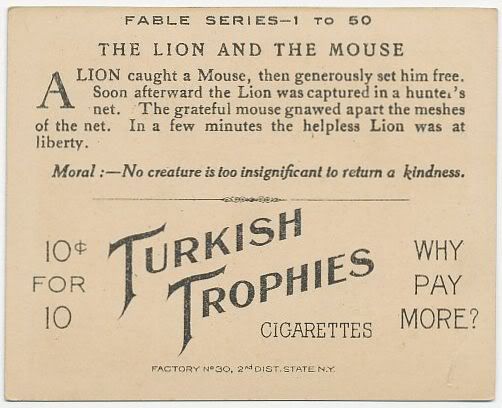 FABLE SERIES—1 TO 50
THE LION AND THE MOUSE
A LION caught a Mouse, then generously set him free.
Soon afterward the Lion was captured in a hunter's
net. The grateful mouse gnawed apart the meshes
of the net. In a few minutes the helpless Lion was at
liberty.
Moral:—No creature is too insignificant to return a kindness.
10¢
FOR
10
TURKISH
TROPHIES
CIGARETTES
WHY
PAY
MORE?
FACTORY Nº 30, 2ND DIST. STATE N.Y.